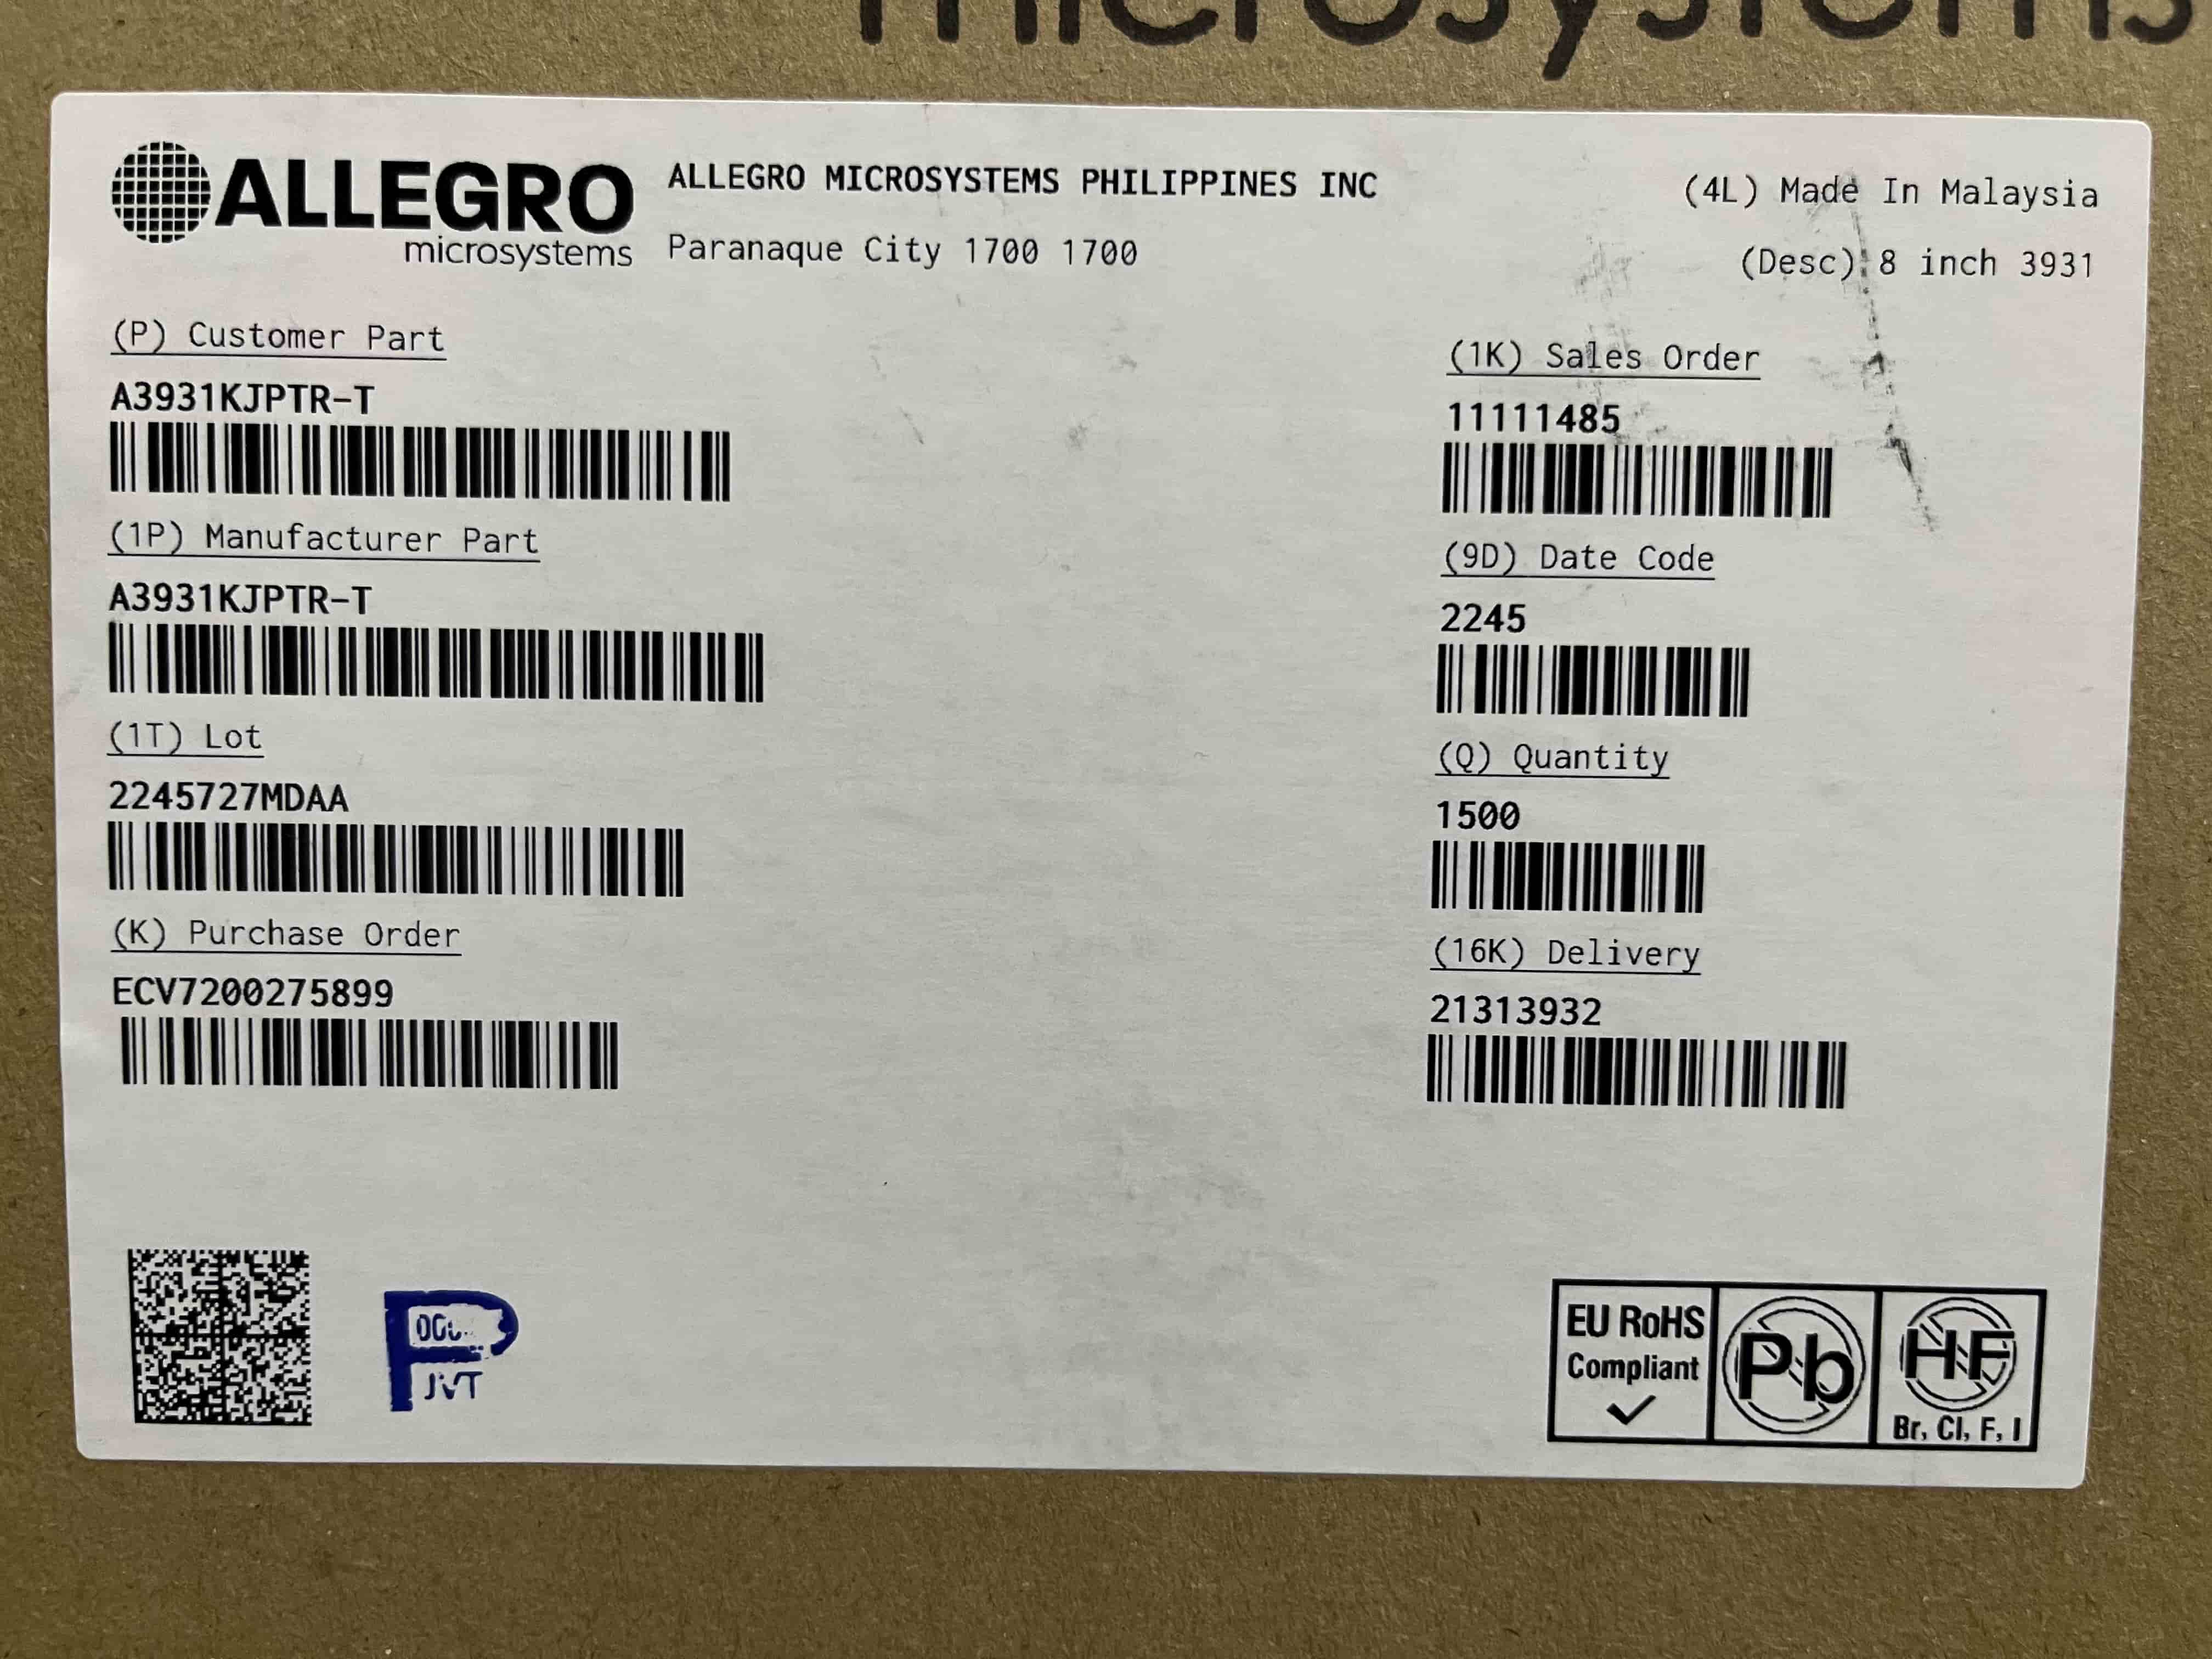 microsystems
ALLEGRO
microsystems
ALLEGRO MICROSYSTEMS PHILIPPINES INC
Paranaque City 1700 1700
(4L) Made In Malaysia
(Desc) 8 inch 3931
(P) Customer Part
A3931KJPTR-T
(1P) Manufacturer Part
A3931KJPTR-T
(1T) Lot
2245727MDAA
(K) Purchase Order
ECV7200275899
(1K) Sales Order
11111485
(9D) Date Code
2245
(Q) Quantity
1500
(16K) Delivery
21313932
P
JVT
EU RoHS
Compliant
Pb
HF
Br, Cl, F, I